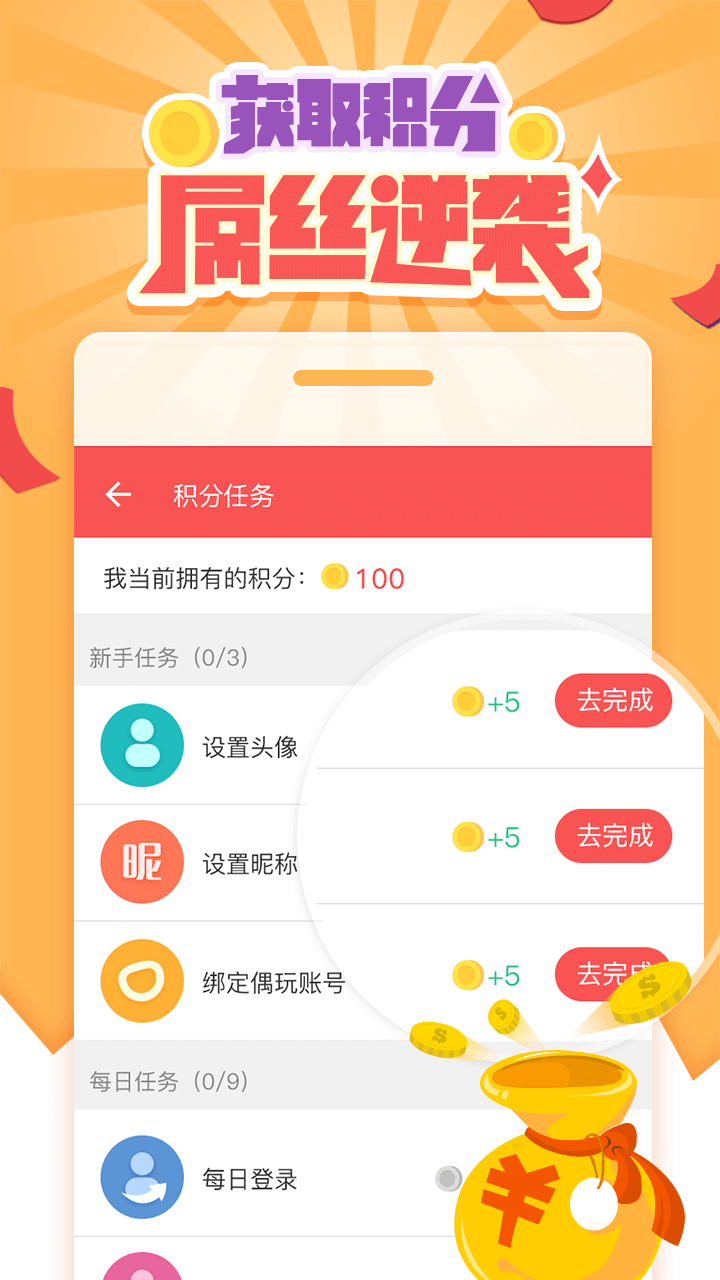 获取积分
屌丝逆袭
积分任务
我当前拥有的积分： 100
新手任务（0/3）
设置头像 +5 去完成
昵 设置昵称 +5 去完成
绑定偶玩账号 +5 去完成
$ $ $
每日任务（0/9）
每日登录
¥